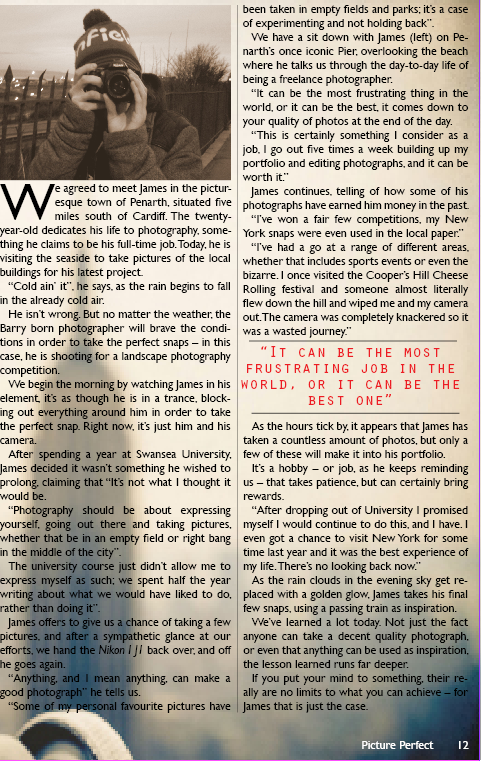 nfield
We agreed to meet James in the pictur-
esque town of Penarth, situated five
miles south of Cardiff. The twenty-
year-old dedicates his life to photography, some-
thing he claims to be his full-time job. Today, he is
visiting the seaside to take pictures of the local
buildings for his latest project.
“Cold ain’ it”, he says, as the rain begins to fall
in the already cold air.
He isn’t wrong. But no matter the weather, the
Barry born photographer will brave the condi-
tions in order to take the perfect snaps – in this
case, he is shooting for a landscape photography
competition.
We begin the morning by watching James in his
element, it’s as though he is in a trance, block-
ing out everything around him in order to take
the perfect snap. Right now, it’s just him and his
camera.
After spending a year at Swansea University,
James decided it wasn’t something he wished to
prolong, claiming that “It’s not what I thought it
would be.
“Photography should be about expressing
yourself, going out there and taking pictures,
whether that be in an empty field or right bang
in the middle of the city”.
The university course just didn’t allow me to
express myself as such; we spent half the year
writing about what we would have liked to do,
rather than doing it”.
James offers to give us a chance of taking a few
pictures, and after a sympathetic glance at our
efforts, we hand the Nikon 1 J1 back over, and off
he goes again.
“Anything, and I mean anything, can make a
good photograph” he tells us.
“Some of my personal favourite pictures have
been taken in empty fields and parks; it’s a case
of experimenting and not holding back”.
We have a sit down with James (left) on Pe-
narth’s once iconic Pier, overlooking the beach
where he talks us through the day-to-day life of
being a freelance photographer.
“It can be the most frustrating thing in the
world, or it can be the best, it comes down to
your quality of photos at the end of the day.
“This is certainly something I consider as a
job, I go out five times a week building up my
portfolio and editing photographs, and it can be
worth it.”
James continues, telling of how some of his
photographs have earned him money in the past.
“I’ve won a fair few competitions, my New
York snaps were even used in the local paper.”
“I’ve had a go at a range of different areas,
whether that includes sports events or even the
bizarre. I once visited the Cooper’s Hill Cheese
Rolling festival and someone almost literally
flew down the hill and wiped me and my camera
out. The camera was completely knackered so it
was a wasted journey.”
“It can be the most
frustrating job in the
world, or it can be the
best one”
As the hours tick by, it appears that James has
taken a countless amount of photos, but only a
few of these will make it into his portfolio.
It’s a hobby – or job, as he keeps reminding
us – that takes patience, but can certainly bring
rewards.
“After dropping out of University I promised
myself I would continue to do this, and I have. I
even got a chance to visit New York for some
time last year and it was the best experience of
my life. There’s no looking back now.”
As the rain clouds in the evening sky get re-
placed with a golden glow, James takes his final
few snaps, using a passing train as inspiration.
We’ve learned a lot today. Not just the fact
anyone can take a decent quality photograph,
or even that anything can be used as inspiration,
the lesson learned runs far deeper.
If you put your mind to something, their re-
ally are no limits to what you can achieve – for
James that is just the case.
Picture Perfect 12